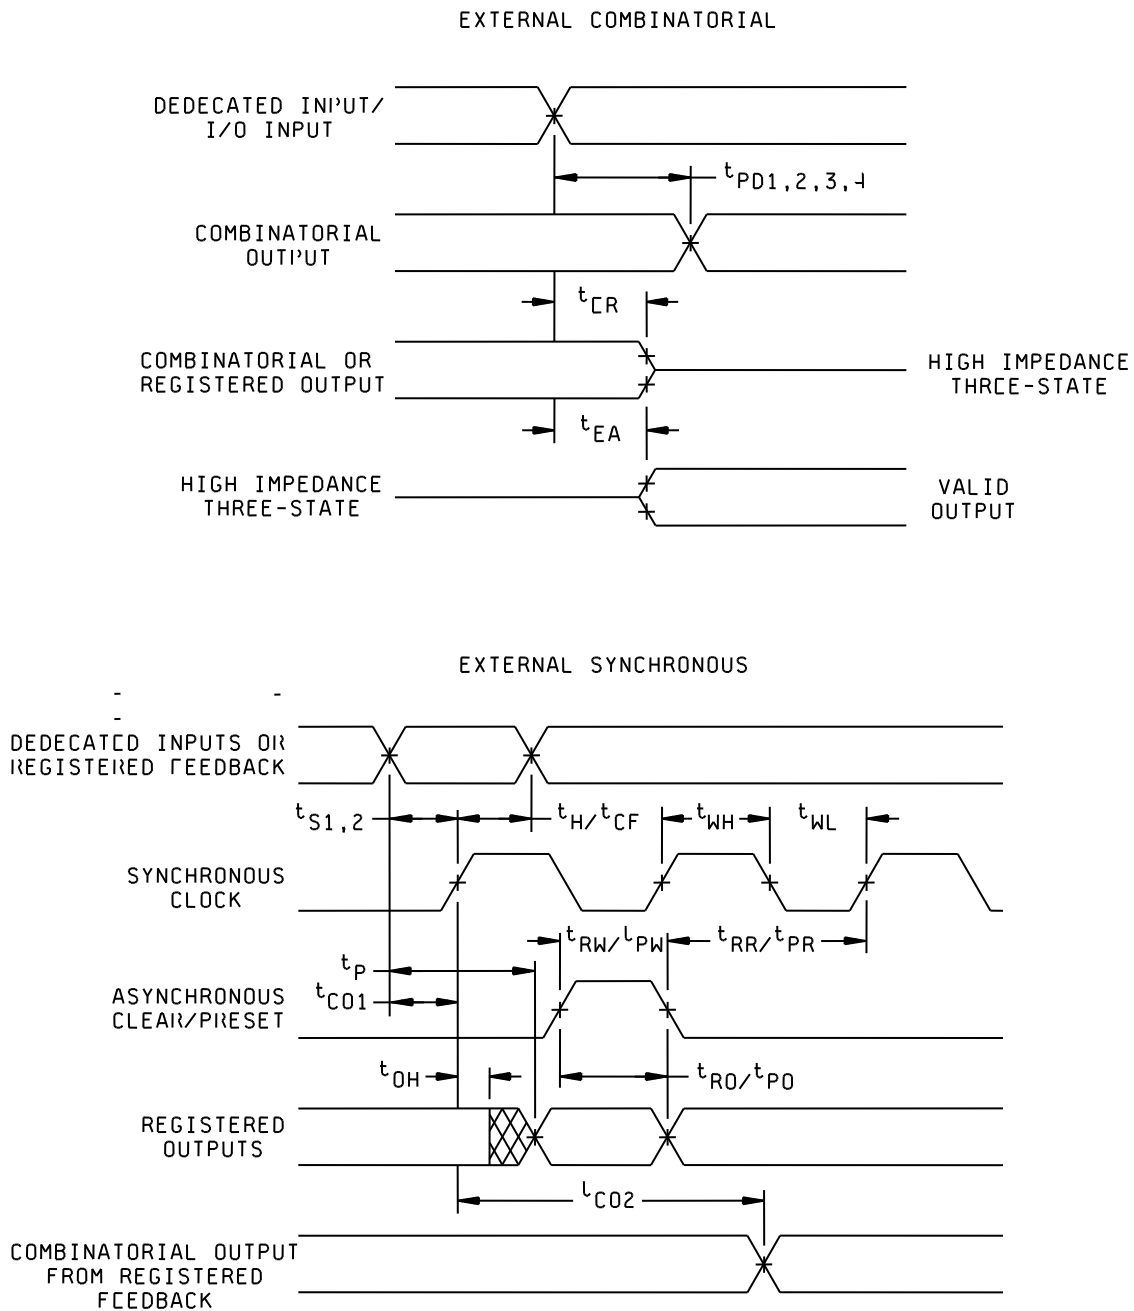 EXTERNAL COMBINATORIAL
DEDECATED INPUT/
I/O INPUT
tPD1,2,3,4
COMBINATORIAL
OUTPUT
tCR
COMBINATORIAL OR
REGISTERED OUTPUT
HIGH IMPEDANCE
THREE-STATE
tEA
HIGH IMPEDANCE
THREE-STATE
VALID
OUTPUT
EXTERNAL SYNCHRONOUS
DEDECATED INPUTS OR
REGISTERED FEEDBACK
tS1,2
tH/tCF
tWH
tWL
SYNCHRONOUS
CLOCK
tRW/tPW
tRR/tPR
tP
tCO1
ASYNCHRONOUS
CLEAR/PRESET
tOH
tRO/tPO
REGISTERED
OUTPUTS
tCO2
COMBINATORIAL OUTPUT
FROM REGISTERED
FEEDBACK